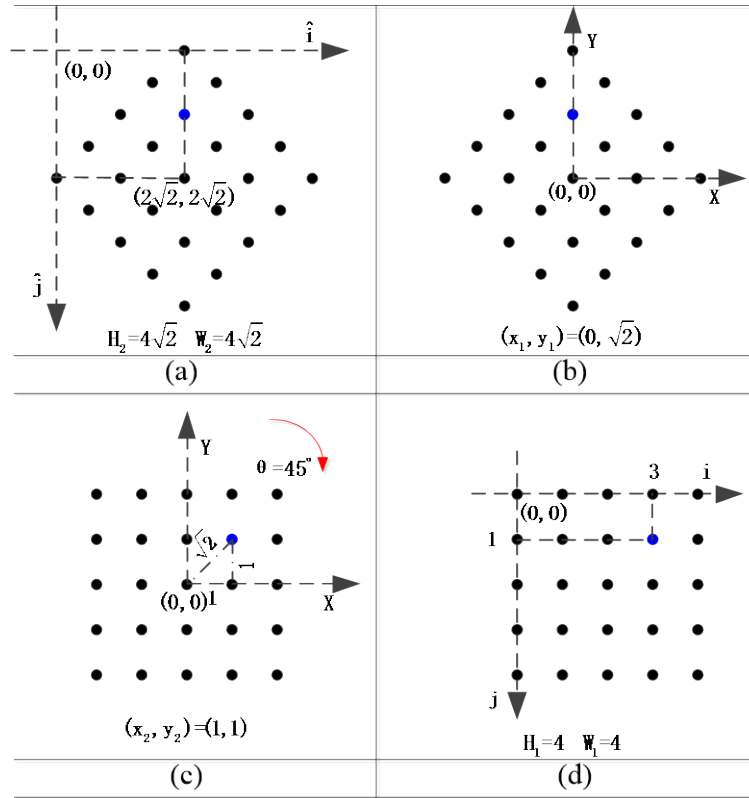 î
(0, 0)
(2√2, 2√2)
ĵ
H₂=4√2 W₂=4√2
(a)
Y
(0, 0)
X
(x₁, y₁)=(0, √2)
(b)
Y
θ=45°
√2
1
(0, 0)
1
X
(x₂, y₂)=(1, 1)
(c)
3
i
(0, 0)
1
j
H₁=4 W₁=4
(d)